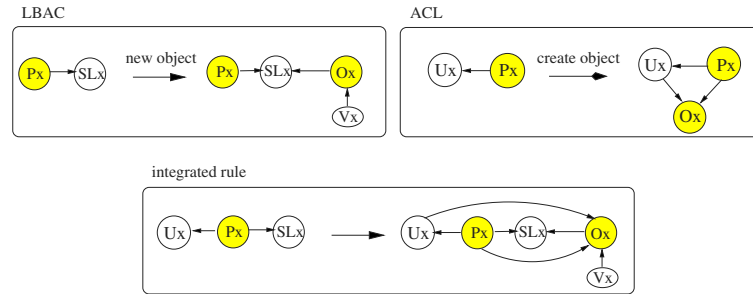 LBAC
Px SLx new object Px SLx Ox
Vx
ACL
Ux Px create object Ux Px
Ox
integrated rule
Ux Px SLx Ux Px SLx Ox
Vx